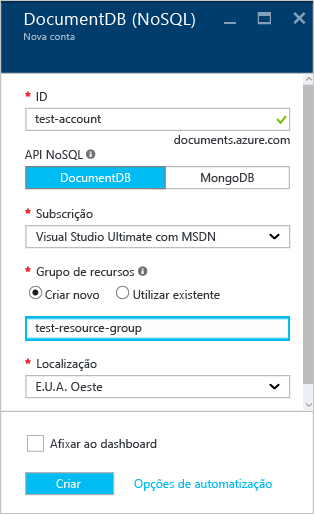 DocumentDB (NoSQL)
Nova conta
* ID
test-account
documents.azure.com
API NoSQL
DocumentDB MongoDB
* Subscrição
Visual Studio Ultimate com MSDN
* Grupo de recursos
Criar novo Utilizar existente
test-resource-group
* Localização
E.U.A. Oeste
Afixar ao dashboard
Criar Opções de automatização